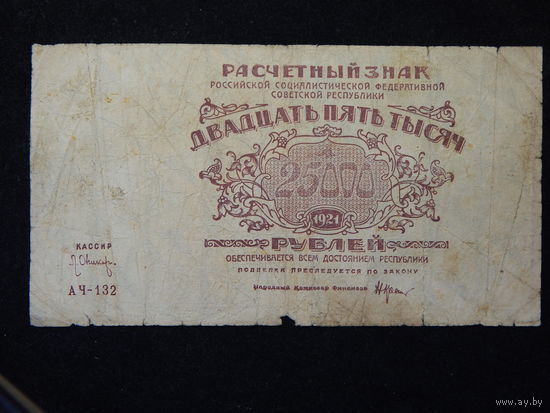 РАСЧЕТНЫЙ ЗНАК
РОССИЙСКОЙ СОЦИАЛИСТИЧЕСКОЙ ФЕДЕРАТИВНОЙ
СОВЕТСКОЙ РЕСПУБЛИКИ
ДВАДЦАТЬ ПЯТЬ ТЫСЯЧ
25000
1921
РУБЛЕЙ
ОБЕСПЕЧИВАЕТСЯ ВСЕМ ДОСТОЯНИЕМ РЕСПУБЛИКИ
ПОДДЕЛКА ПРЕСЛЕДУЕТСЯ ПО ЗАКОНУ
Народный Комиссар Финансов
КАССИР
АЧ-132
www.ay.by